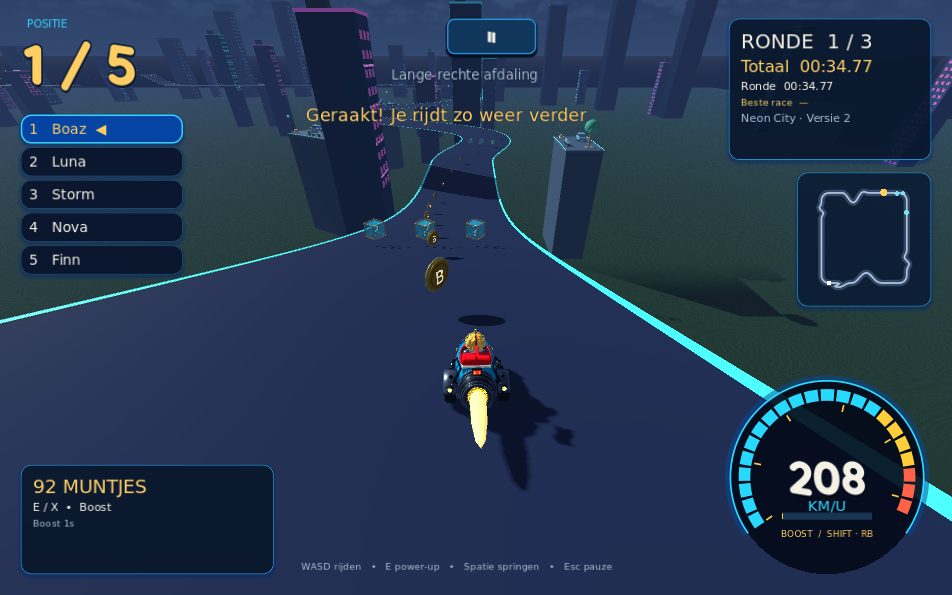 POSITIE
1 / 5
1 Boaz ◀
2 Luna
3 Storm
4 Nova
5 Finn
Lange rechte afdaling
Geraakt! Je rijdt zo weer verder
RONDE 1 / 3
Totaal 00:34.77
Ronde 00:34.77
Beste race —
Neon City · Versie 2
?
?
?
B
92 MUNTJES
E / X • Boost
Boost 1s
208
KM/U
BOOST / SHIFT · RB
WASD rijden • E power-up • Spatie springen • Esc pauze